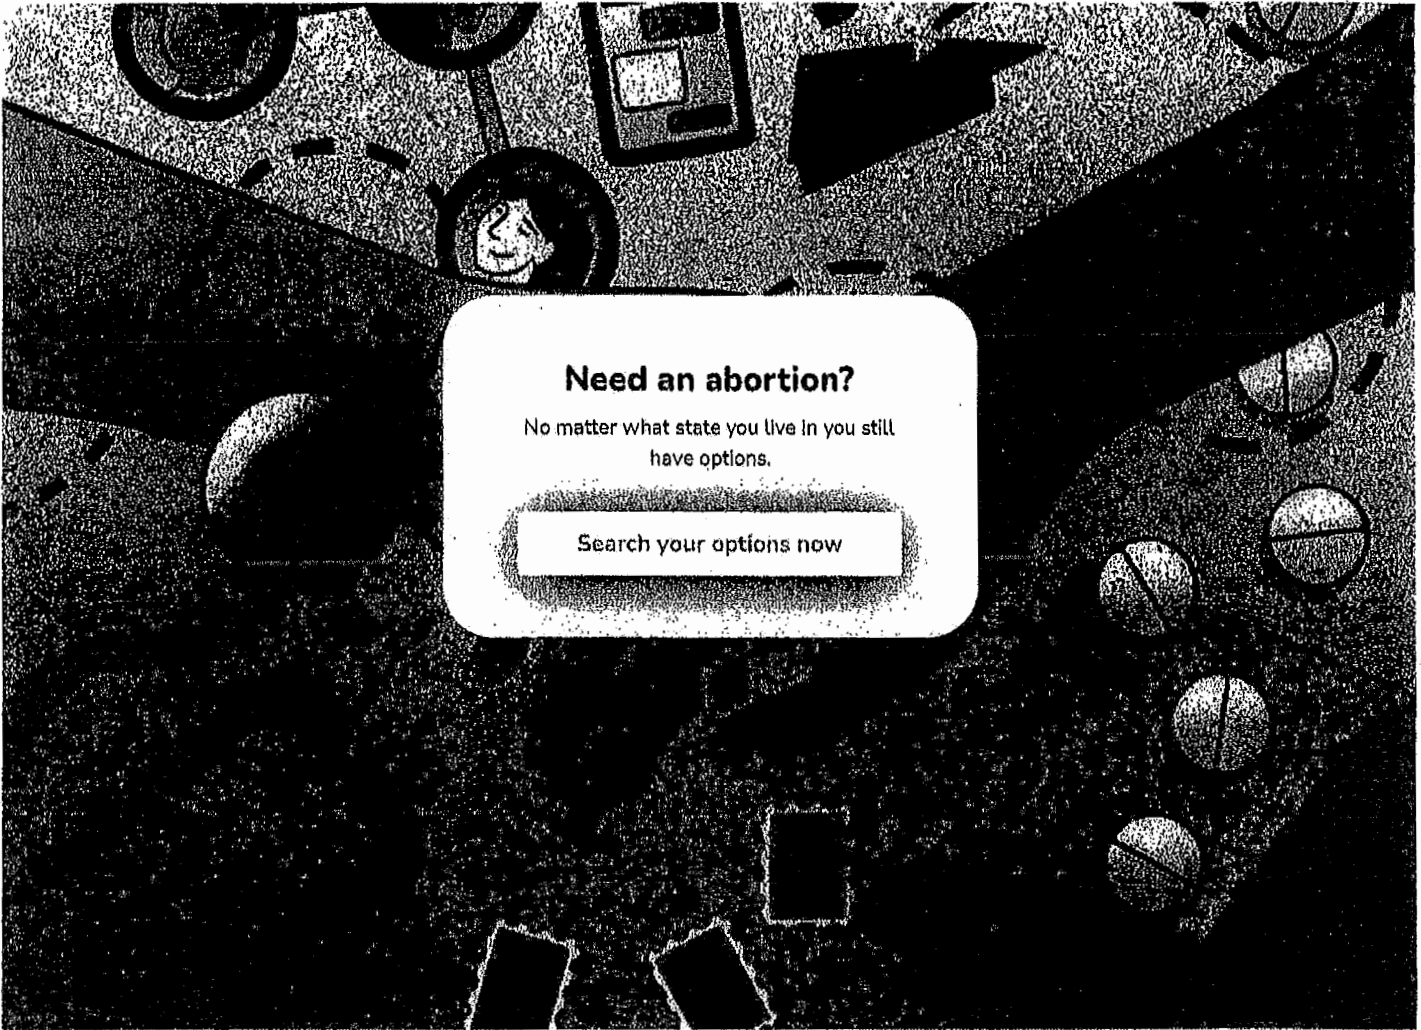 Need an abortion?
No matter what state you live in you still
have options.
Search your options now